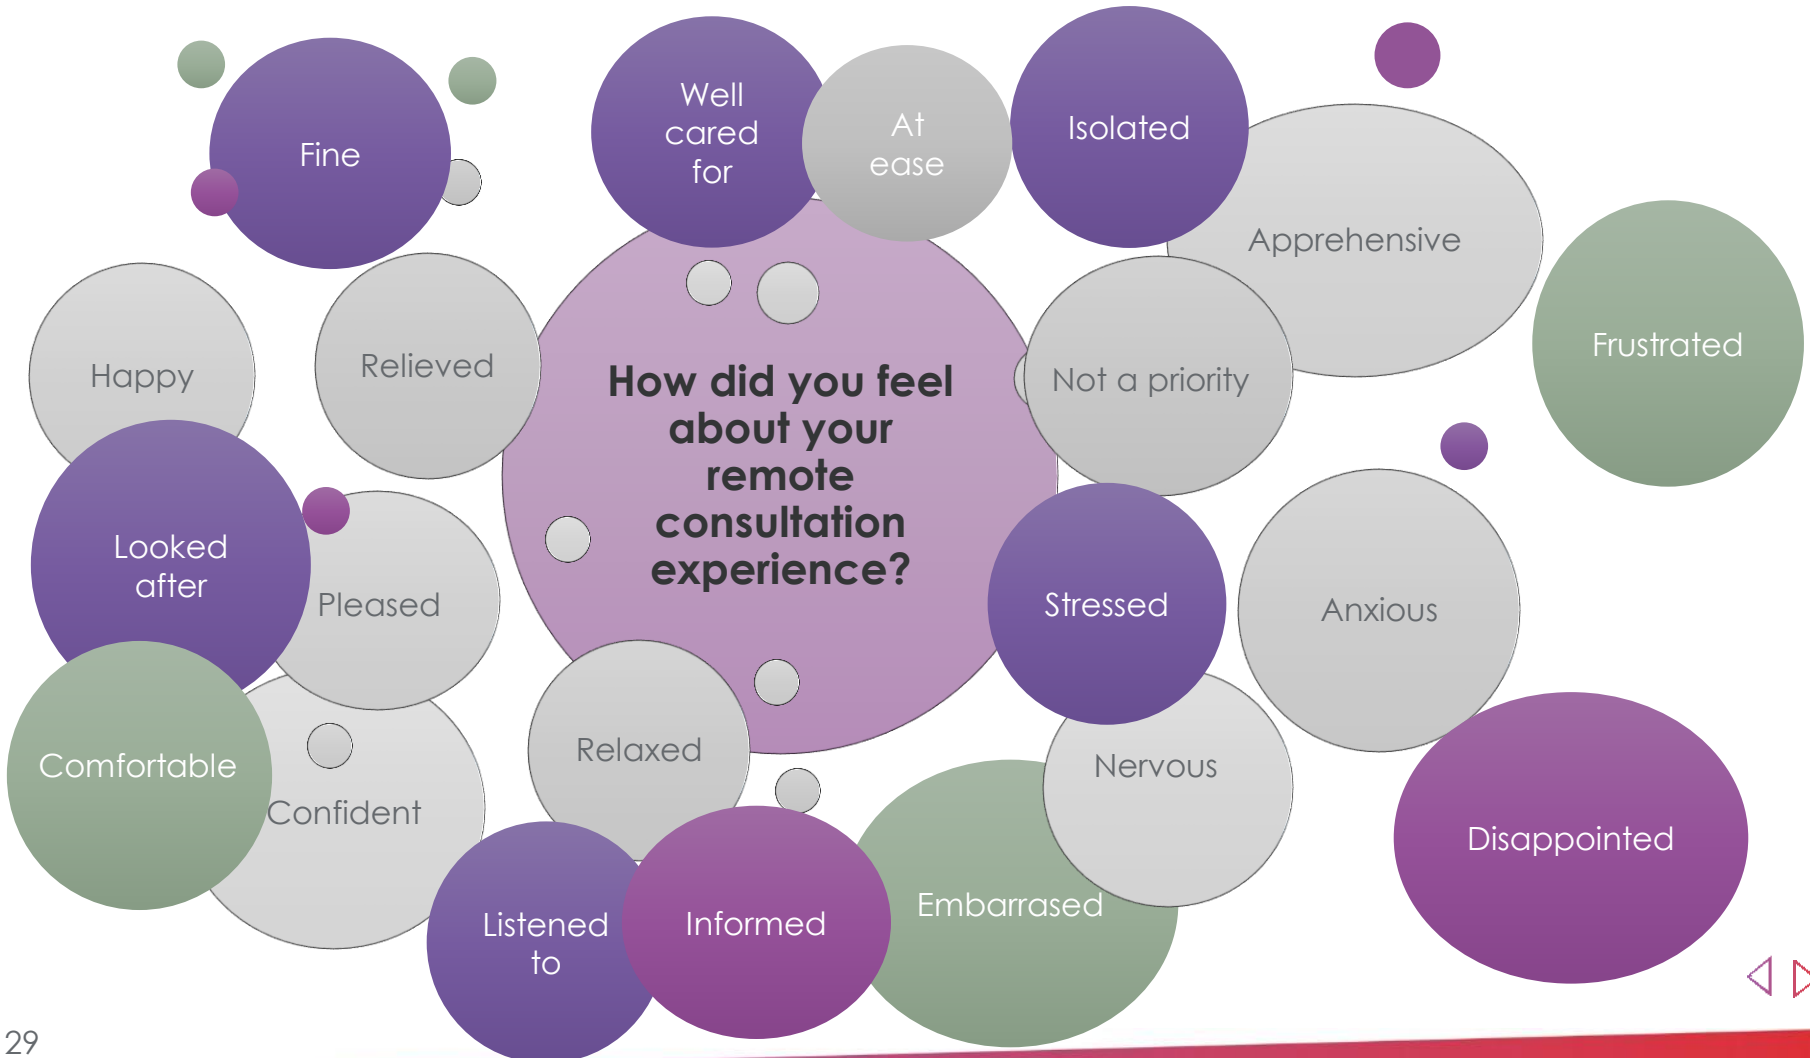 Fine
Well
cared
for
At
ease
Isolated
Apprehensive
Frustrated
Happy
Relieved
How did you feel
about your
remote
consultation
experience?
Not a priority
Looked
after
Pleased
Stressed
Anxious
Comfortable
Confident
Relaxed
Nervous
Disappointed
Listened
to
Informed
Embarrased
29